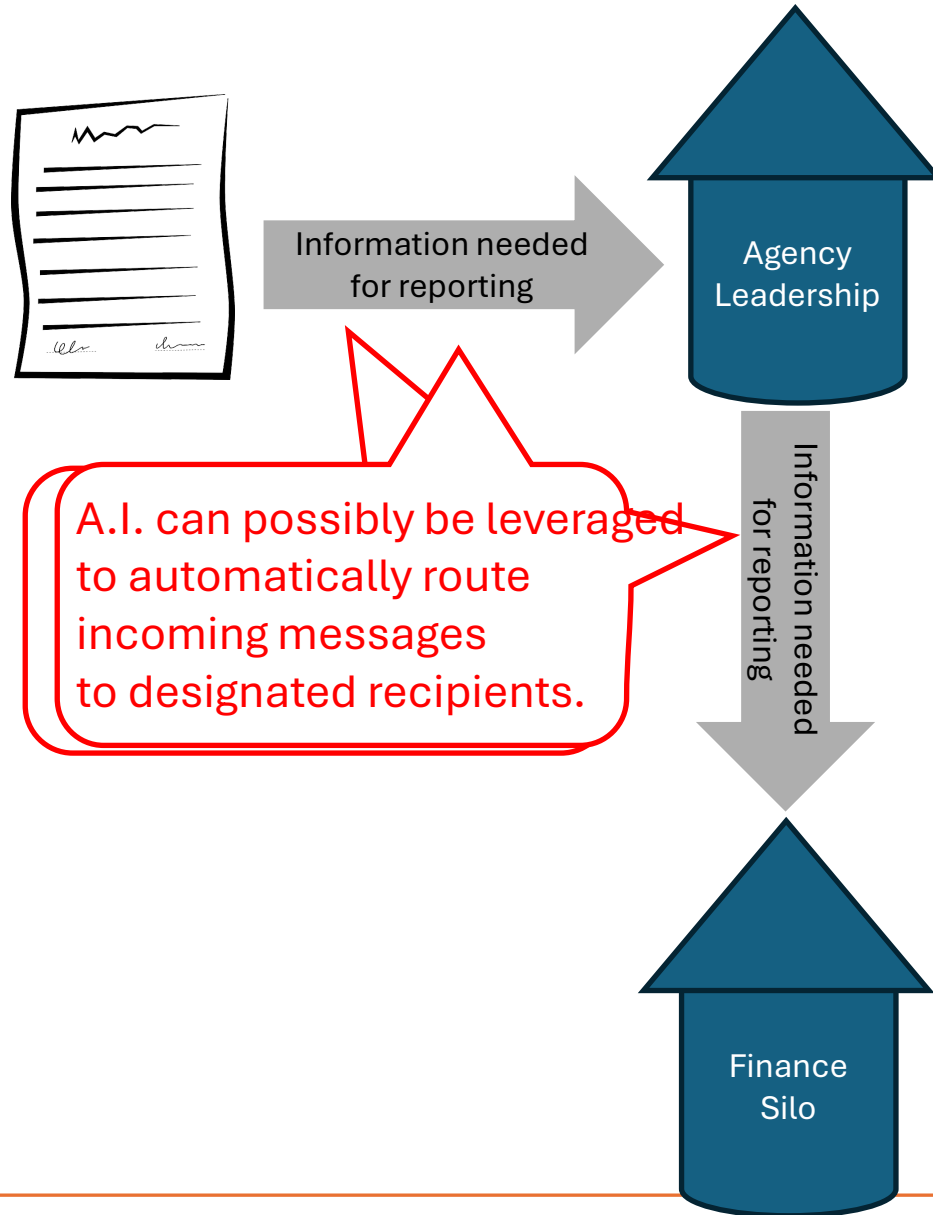 Information needed
for reporting
Agency
Leadership
A.I. can possibly be leveraged
to automatically route
incoming messages
to designated recipients.
Information needed
for reporting
Finance
Silo